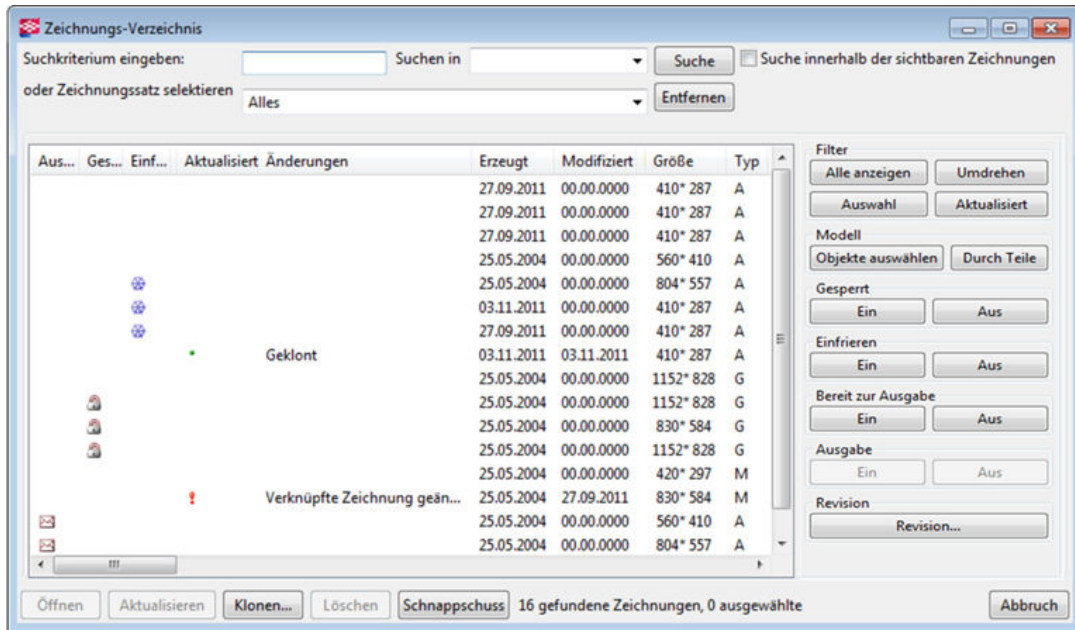 Zeichnungs-Verzeichnis
Suchkriterium eingeben: Suchen in Suche Suche innerhalb der sichtbaren Zeichnungen
oder Zeichnungssatz selektieren Alles Entfernen
Aus... Ges... Einf... Aktualisiert Änderungen Erzeugt Modifiziert Größe Typ
27.09.2011 00.00.0000 410* 287 A
27.09.2011 00.00.0000 410* 287 A
27.09.2011 00.00.0000 410* 287 A
25.05.2004 00.00.0000 560* 410 A
25.05.2004 00.00.0000 804* 557 A
03.11.2011 00.00.0000 410* 287 A
27.09.2011 00.00.0000 410* 287 A
Geklont 03.11.2011 03.11.2011 410* 287 A
25.05.2004 00.00.0000 1152* 828 G
25.05.2004 00.00.0000 1152* 828 G
25.05.2004 00.00.0000 830* 584 G
25.05.2004 00.00.0000 1152* 828 G
25.05.2004 00.00.0000 420* 297 M
Verknüpfte Zeichnung geän... 25.05.2004 27.09.2011 830* 584 M
25.05.2004 00.00.0000 560* 410 A
25.05.2004 00.00.0000 804* 557 A
Filter
Alle anzeigen Umdrehen
Auswahl Aktualisiert
Modell
Objekte auswählen Durch Teile
Gesperrt
Ein Aus
Einfrieren
Ein Aus
Bereit zur Ausgabe
Ein Aus
Ausgabe
Ein Aus
Revision
Revision...
Öffnen Aktualisieren Klonen... Löschen Schnappschuss 16 gefundene Zeichnungen, 0 ausgewählte Abbruch